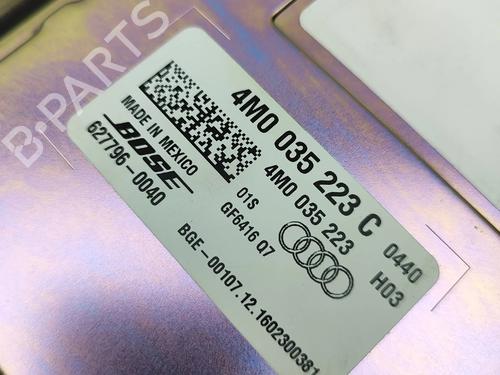 B-PARTS
4M0 035 223 C
4M0 035 223
0440
H03
01S
GF6416 Q7
MADE IN MEXICO
BOSE
627796-0040
BGE-00107.12.1602300381